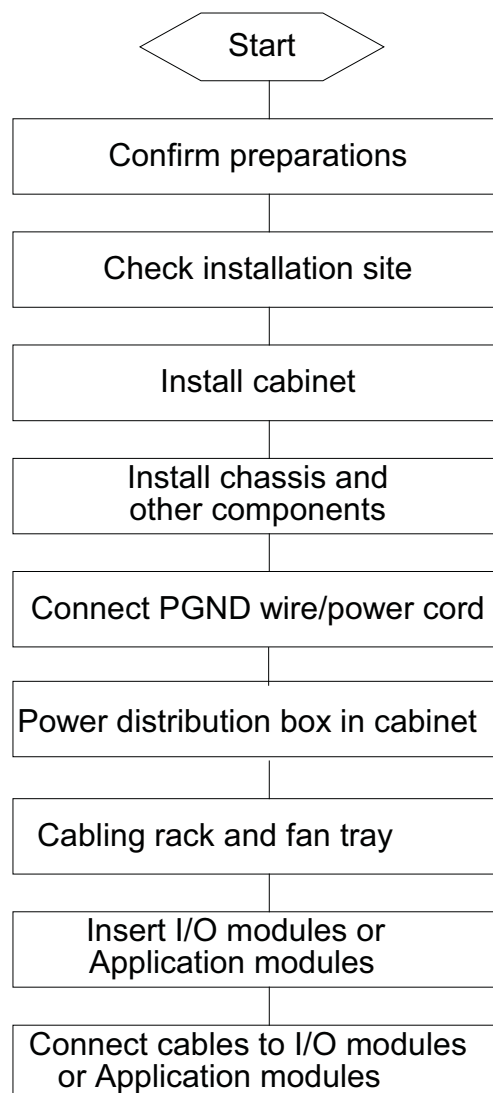 Start
Confirm preparations
Check installation site
Install cabinet
Install chassis and
other components
Connect PGND wire/power cord
Power distribution box in cabinet
Cabling rack and fan tray
Insert I/O modules or
Application modules
Connect cables to I/O modules
or Application modules